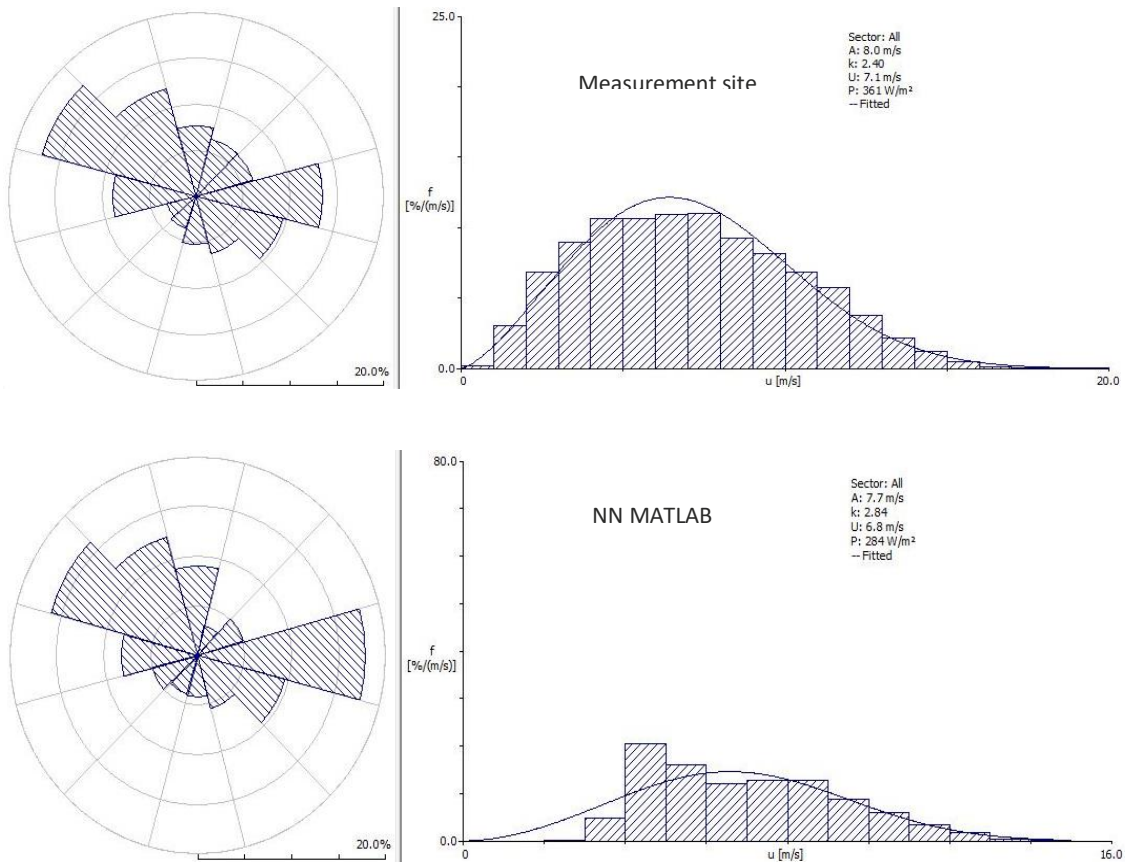 25.0
Sector: All
A: 8.0 m/s
k: 2.40
U: 7.1 m/s
P: 361 W/m²
-- Fitted
Measurement site
f
[%/(m/s)]
20.0%
0.0
0
u [m/s]
20.0
80.0
Sector: All
A: 7.7 m/s
k: 2.84
U: 6.8 m/s
P: 284 W/m²
-- Fitted
NN MATLAB
f
[%/(m/s)]
20.0%
0.0
0
u [m/s]
16.0